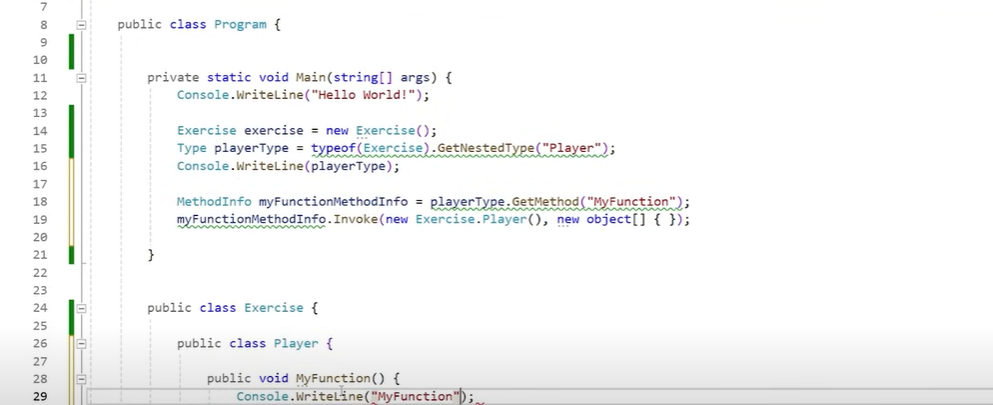 7
8 public class Program {
9
10
11 private static void Main(string[] args) {
12 Console.WriteLine("Hello World!");
13
14 Exercise exercise = new Exercise();
15 Type playerType = typeof(Exercise).GetNestedType("Player");
16 Console.WriteLine(playerType);
17
18 MethodInfo myFunctionMethodInfo = playerType.GetMethod("MyFunction");
19 myFunctionMethodInfo.Invoke(new Exercise.Player(), new object[] { });
20
21 }
22
23
24 public class Exercise {
25
26 public class Player {
27
28 public void MyFunction() {
29 Console.WriteLine("MyFunction");